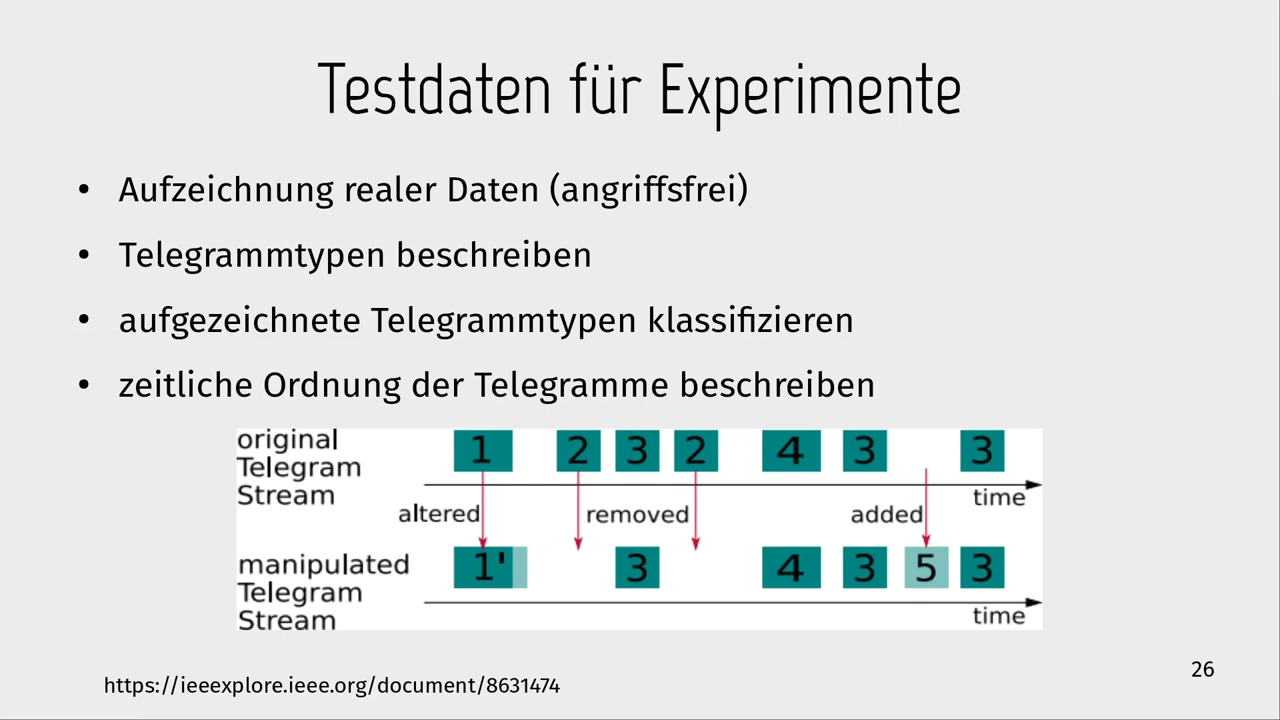 Testdaten für Experimente
• Aufzeichnung realer Daten (angriffsfrei)
• Telegrammtypen beschreiben
• aufgezeichnete Telegrammtypen klassifizieren
• zeitliche Ordnung der Telegramme beschreiben
original
Telegram
Stream
1 2 3 2 4 3 3
time
altered removed added
manipulated
Telegram
Stream
1' 3 4 3 5 3
time
https://ieeexplore.ieee.org/document/8631474
26